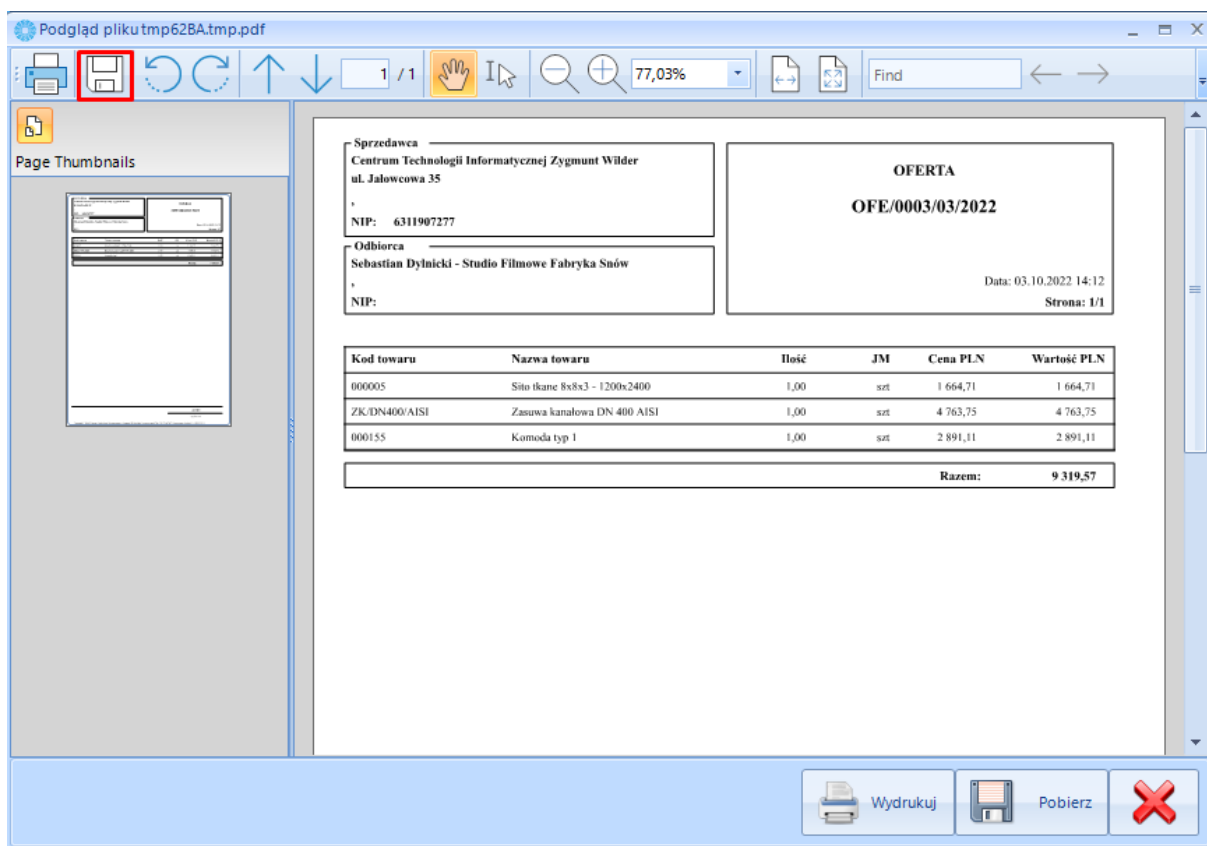 Podgląd pliku tmp62BA.tmp.pdf
1 / 1 77,03% Find
Page Thumbnails
Sprzedawca
Centrum Technologii Informatycznej Zygmunt Wilder
ul. Jałowcowa 35
,
NIP: 6311907277
Odbiorca
Sebastian Dylnicki - Studio Filmowe Fabryka Snów
,
NIP:
OFERTA
OFE/0003/03/2022
Data: 03.10.2022 14:12
Strona: 1/1
Kod towaru Nazwa towaru Ilość JM Cena PLN Wartość PLN
000005 Sito tkane 8x8x3 - 1200x2400 1,00 szt 1 664,71 1 664,71
ZK/DN400/AISI Zasuwa kanałowa DN 400 AISI 1,00 szt 4 763,75 4 763,75
000155 Komoda typ 1 1,00 szt 2 891,11 2 891,11
Razem: 9 319,57
Wydrukuj Pobierz